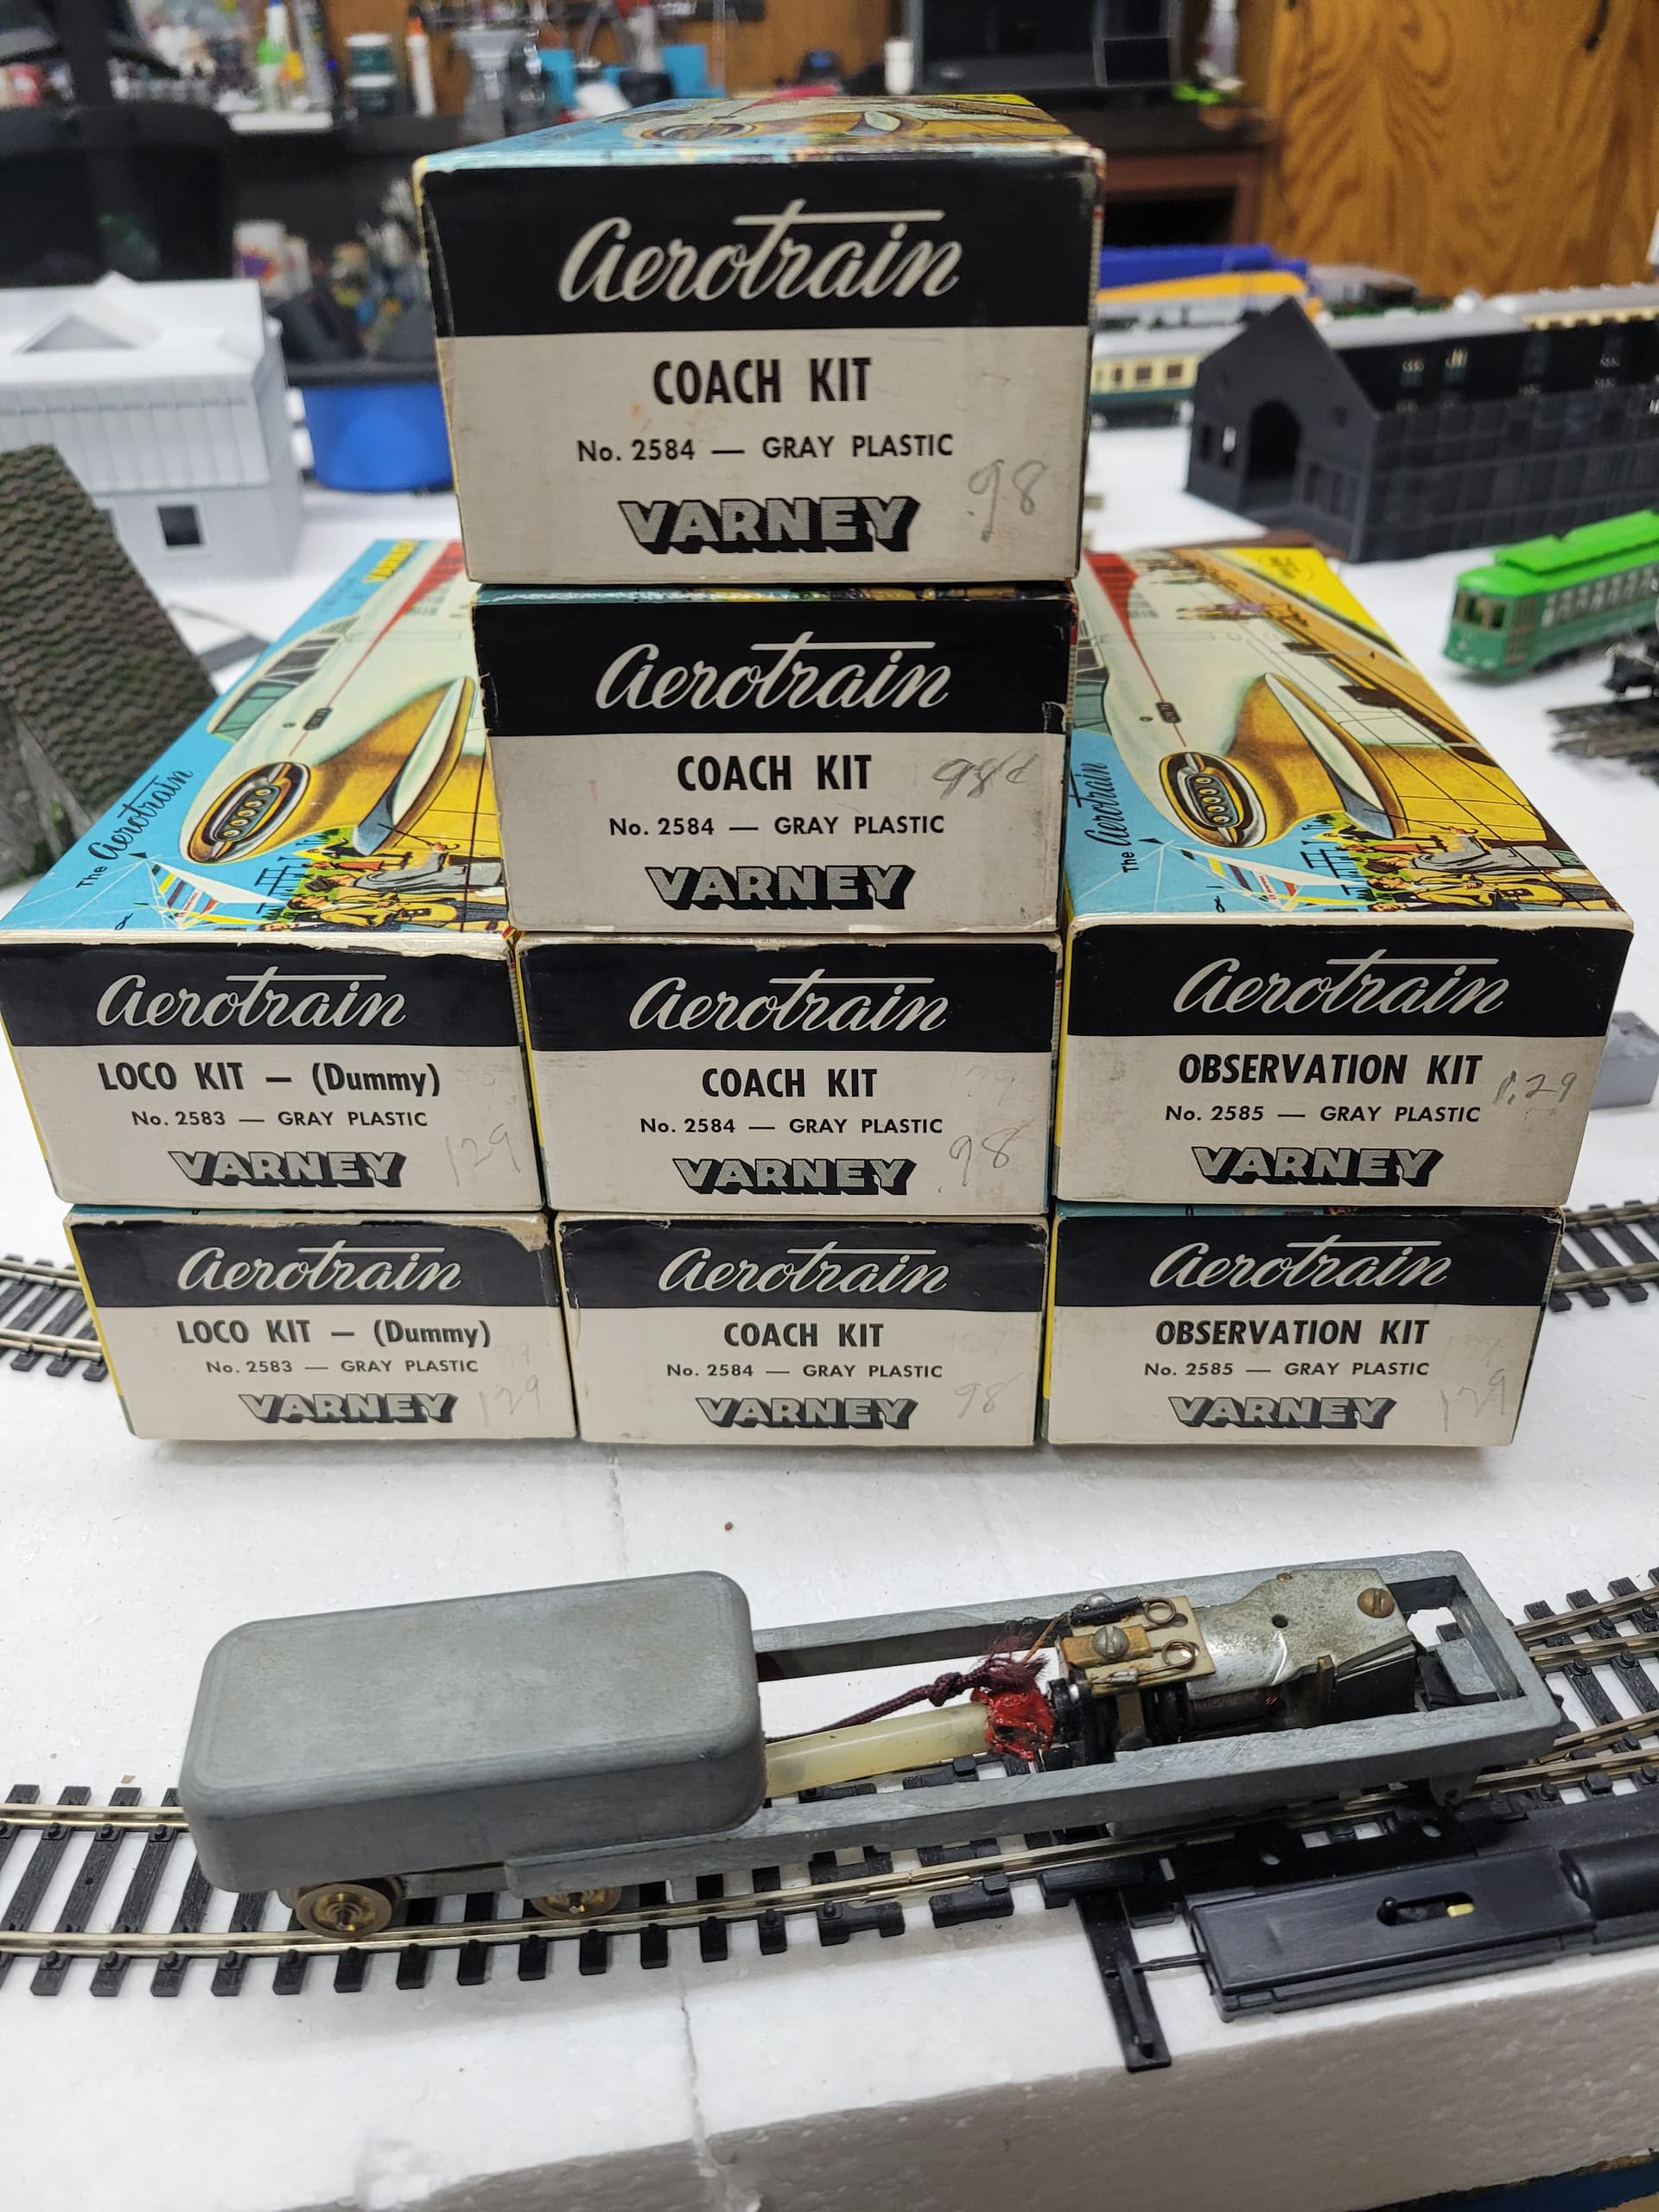 Aerotrain
COACH KIT
No. 2584 — GRAY PLASTIC
VARNEY
.98
Aerotrain
COACH KIT
98¢
No. 2584 — GRAY PLASTIC
VARNEY
The Aerotrain
The Aerotrain
Aerotrain
LOCO KIT — (Dummy)
No. 2583 — GRAY PLASTIC
VARNEY
129
Aerotrain
COACH KIT
No. 2584 — GRAY PLASTIC
VARNEY
.98
Aerotrain
OBSERVATION KIT
1.29
No. 2585 — GRAY PLASTIC
VARNEY
Aerotrain
LOCO KIT — (Dummy)
No. 2583 — GRAY PLASTIC
VARNEY
129
Aerotrain
COACH KIT
No. 2584 — GRAY PLASTIC
VARNEY
98
Aerotrain
OBSERVATION KIT
No. 2585 — GRAY PLASTIC
VARNEY
129